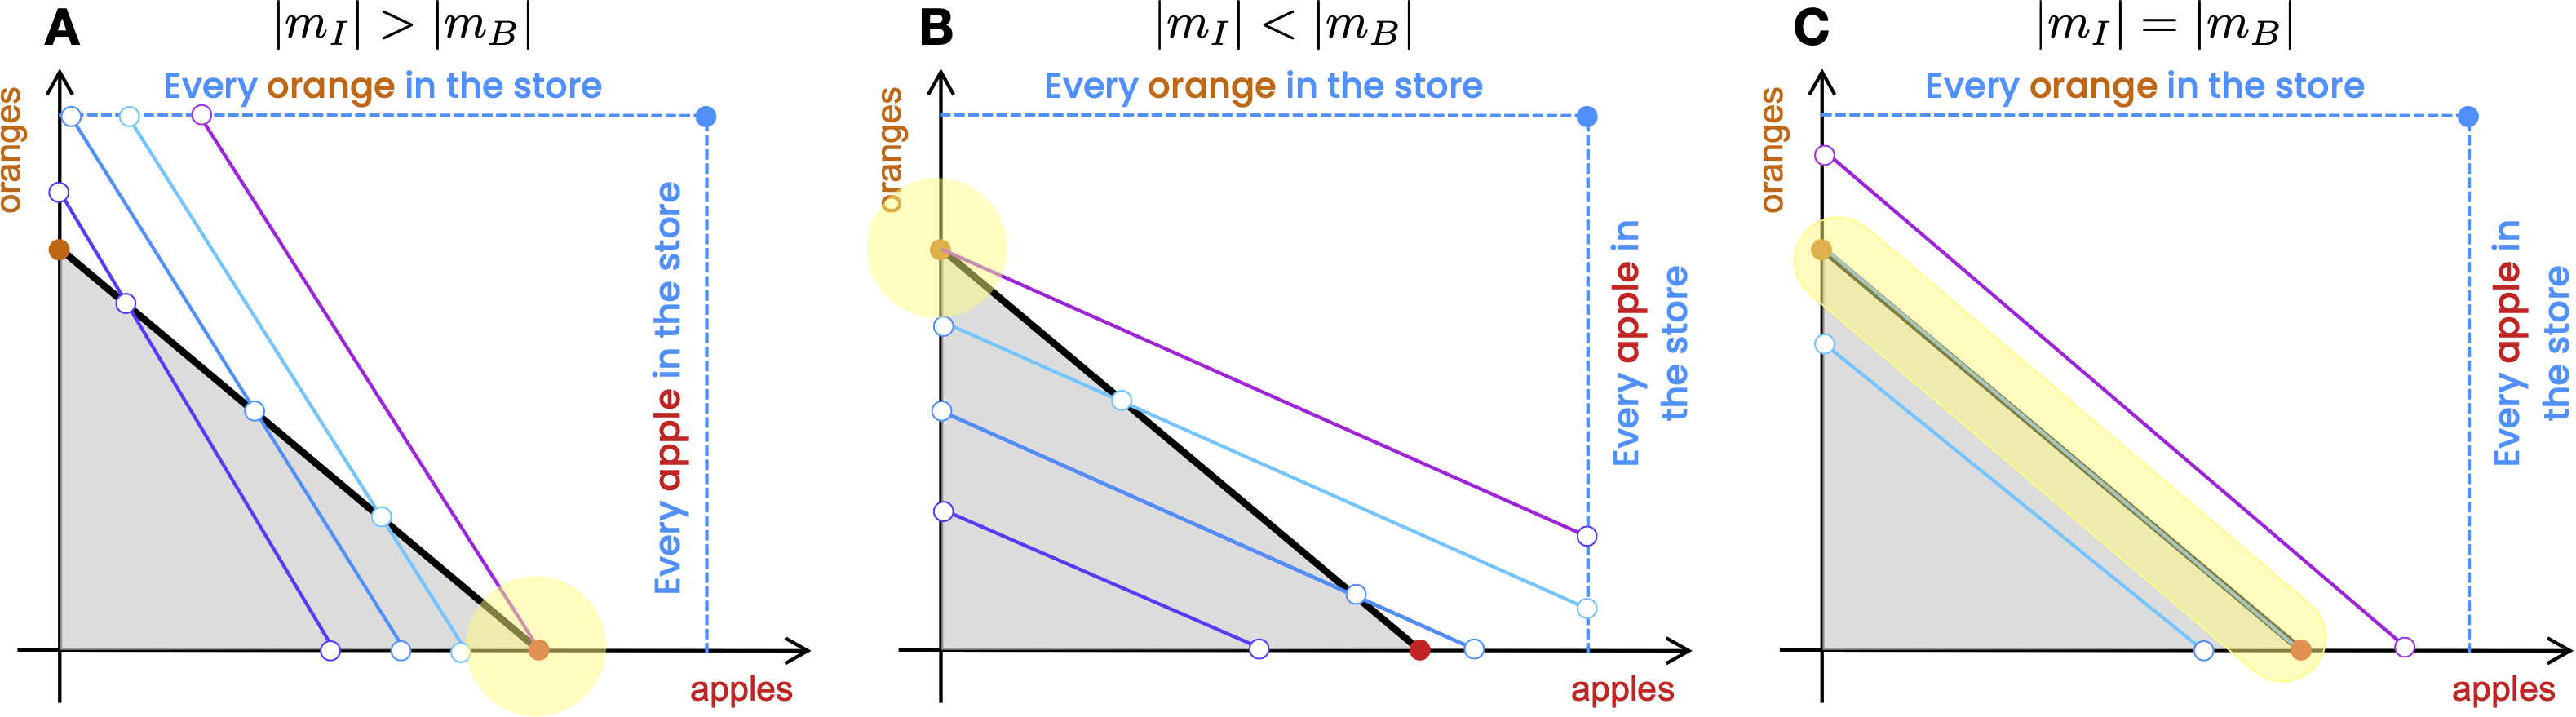 A
|m_I| > |m_B|
Every orange in the store
oranges
Every apple in the store
apples
B
|m_I| < |m_B|
Every orange in the store
oranges
Every apple in
the store
apples
C
|m_I| = |m_B|
Every orange in the store
oranges
Every apple in
the store
apples